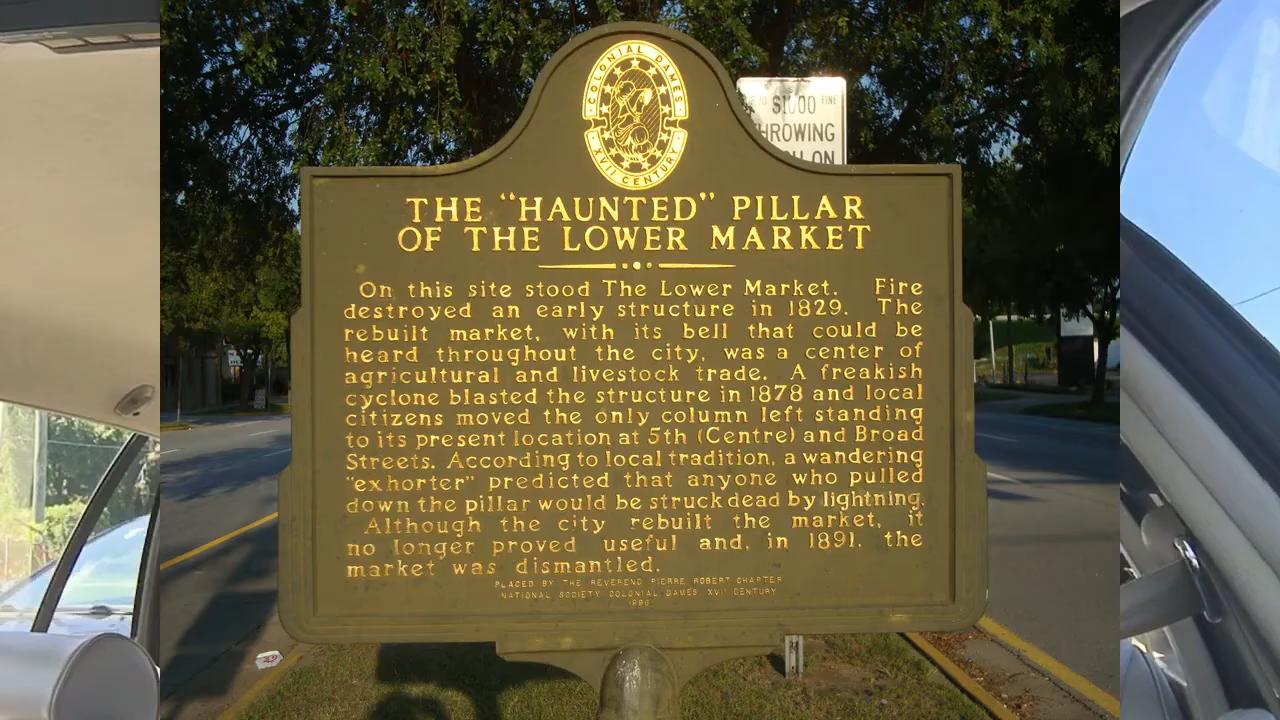 COLONIAL DAMES
XVII CENTURY
$1000 FINE
THROWING
ON
THE "HAUNTED" PILLAR
OF THE LOWER MARKET
On this site stood The Lower Market. Fire
destroyed an early structure in 1829. The
rebuilt market, with its bell that could be
heard throughout the city, was a center of
agricultural and livestock trade. A freakish
cyclone blasted the structure in 1878 and local
citizens moved the only column left standing
to its present location at 5th (Centre) and Broad
Streets. According to local tradition, a wandering
"exhorter" predicted that anyone who pulled
down the pillar would be struck dead by lightning.
Although the city rebuilt the market, it
no longer proved useful and, in 1891, the
market was dismantled.
PLACED BY THE REVEREND PIERRE ROBERT CHAPTER
NATIONAL SOCIETY COLONIAL DAMES XVII CENTURY